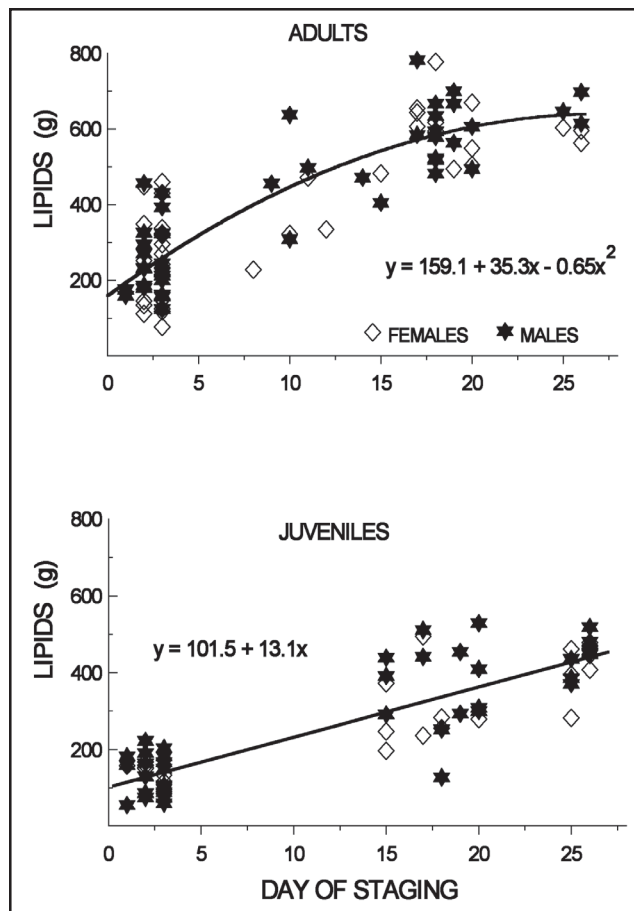 ADULTS
800
600
400
200
LIPIDS (g)
y = 159.1 + 35.3x - 0.65x²
FEMALES MALES
0 5 10 15 20 25
JUVENILES
800
600
400
200
LIPIDS (g)
y = 101.5 + 13.1x
0 5 10 15 20 25
DAY OF STAGING